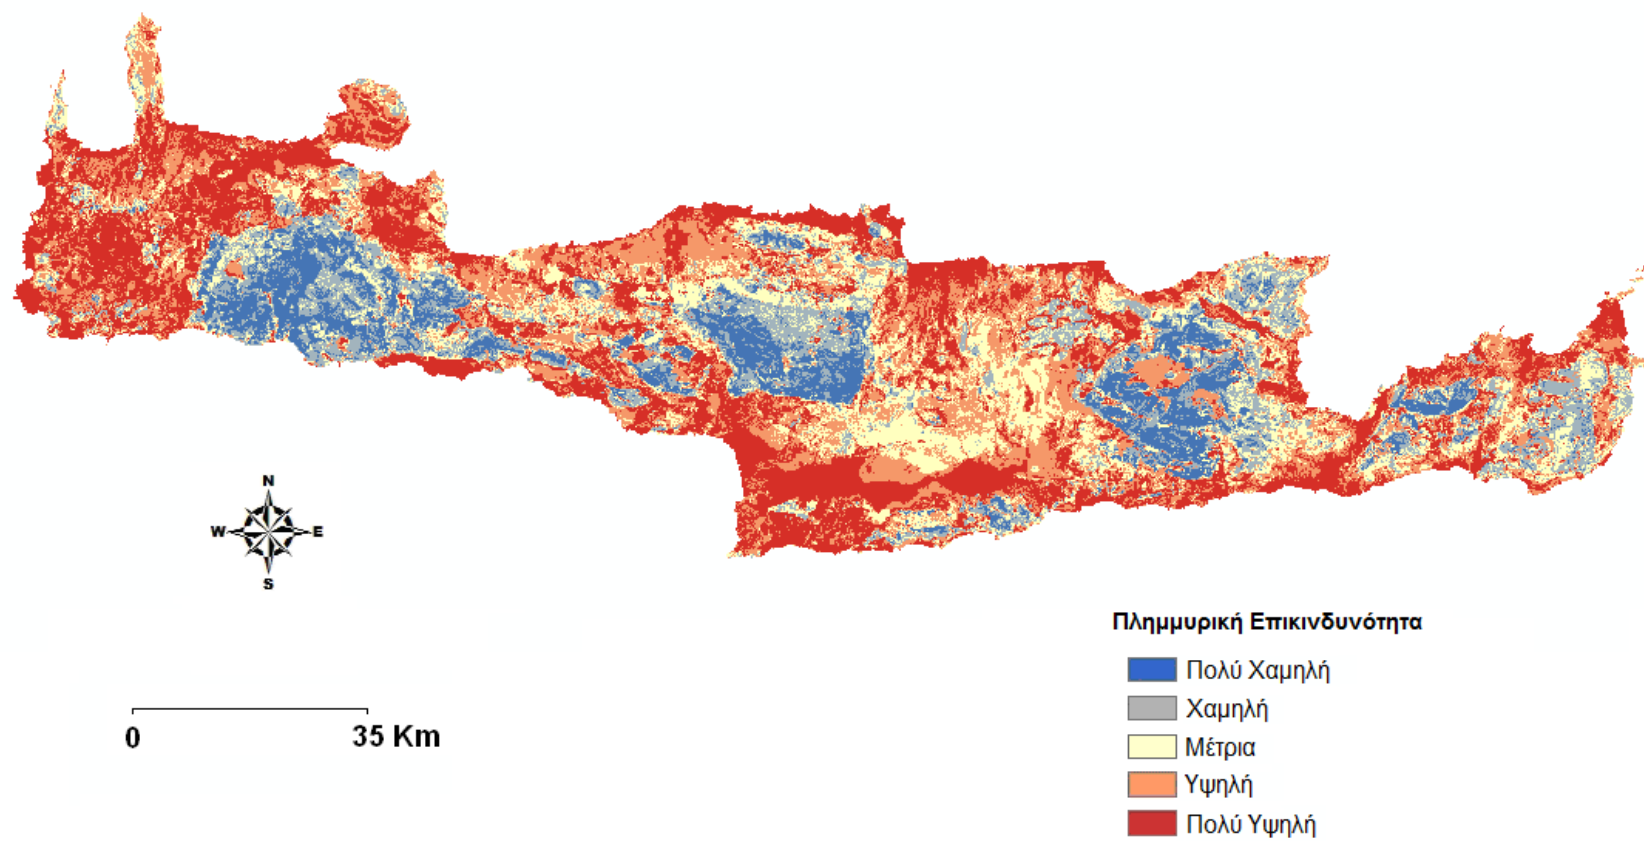 N
W E
S
0 35 Km
Πλημμυρική Επικινδυνότητα
Πολύ Χαμηλή
Χαμηλή
Μέτρια
Υψηλή
Πολύ Υψηλή